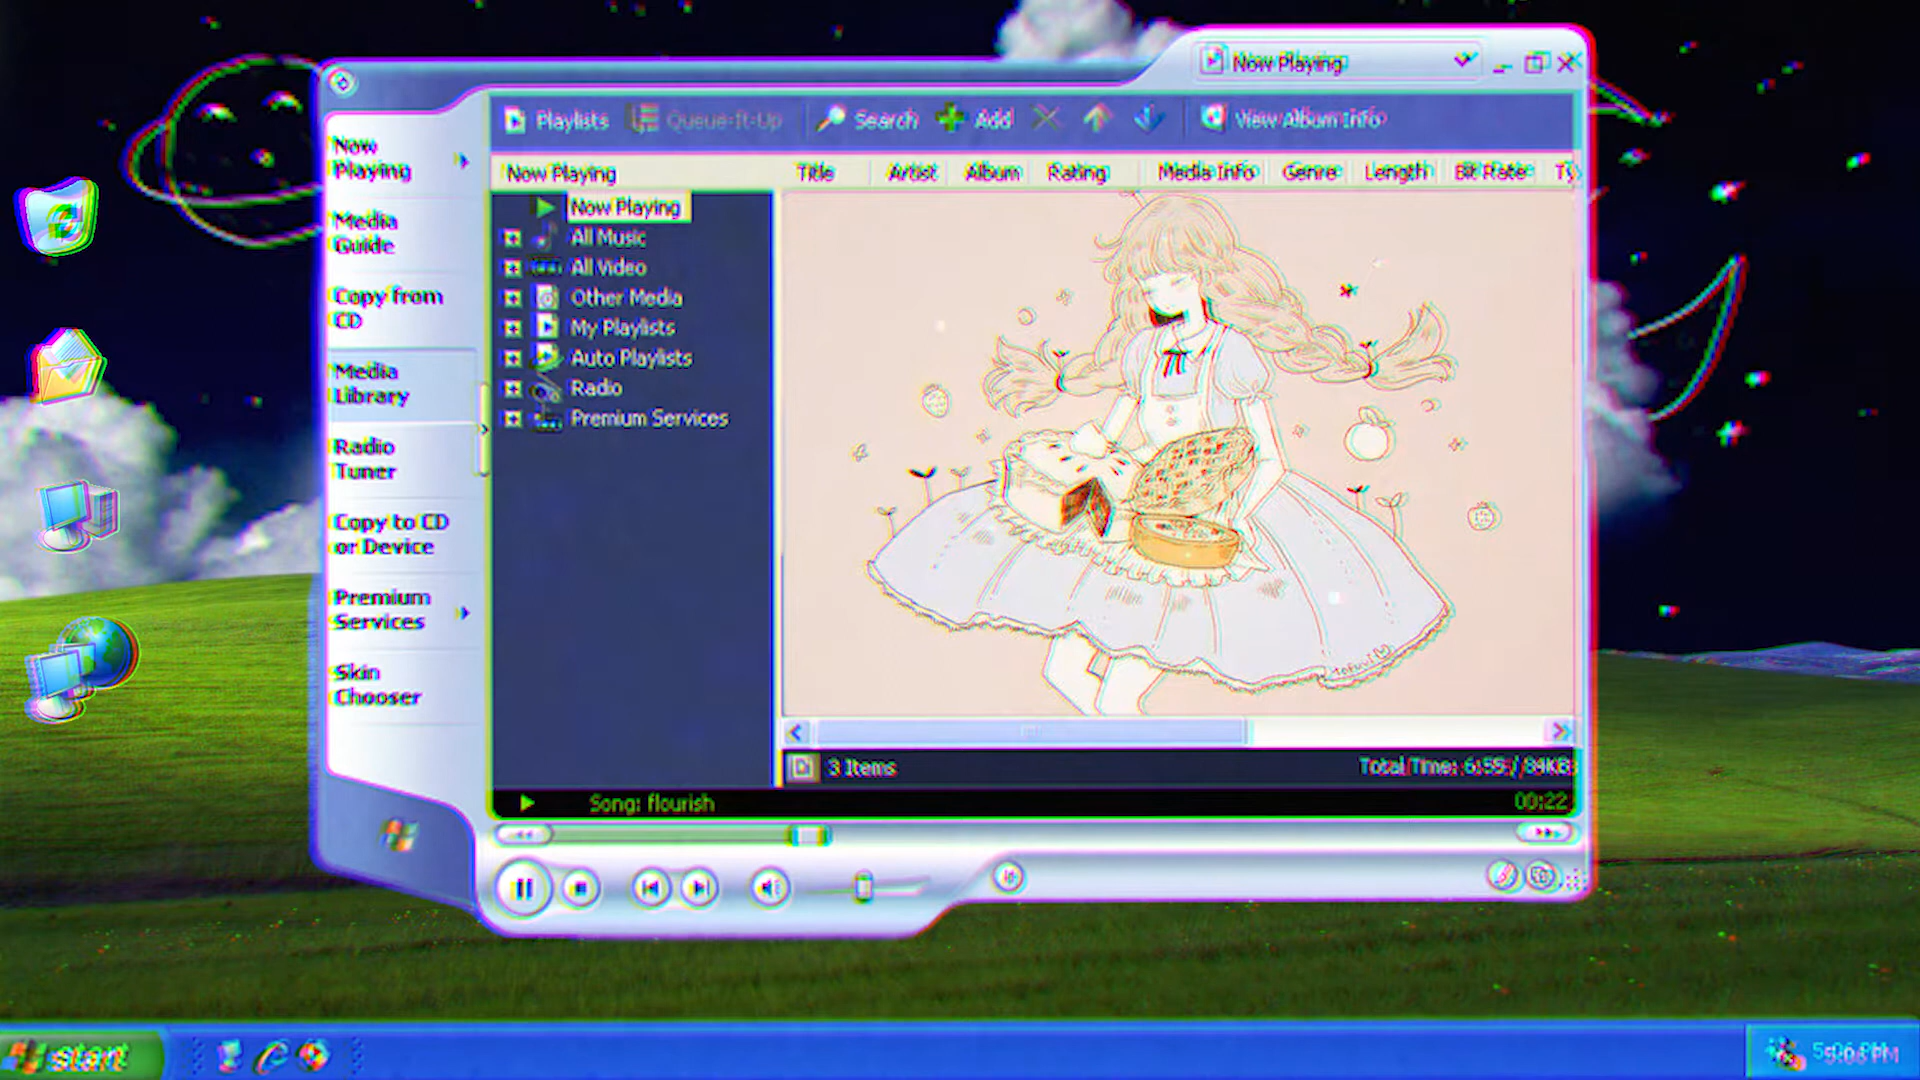 Now Playing
Playlists Queue-It-Up Search Add View Album Info
Now Playing Title Artist Album Rating Media Info Genre Length Bit Rate
Now Playing
Media Guide
Copy from CD
Media Library
Radio Tuner
Copy to CD or Device
Premium Services
Skin Chooser
Now Playing
All Music
All Video
Other Media
My Playlists
Auto Playlists
Radio
Premium Services
3 Items Total Time: 6:55 / 84KB
Song: flourish 00:22
start 5:06 PM